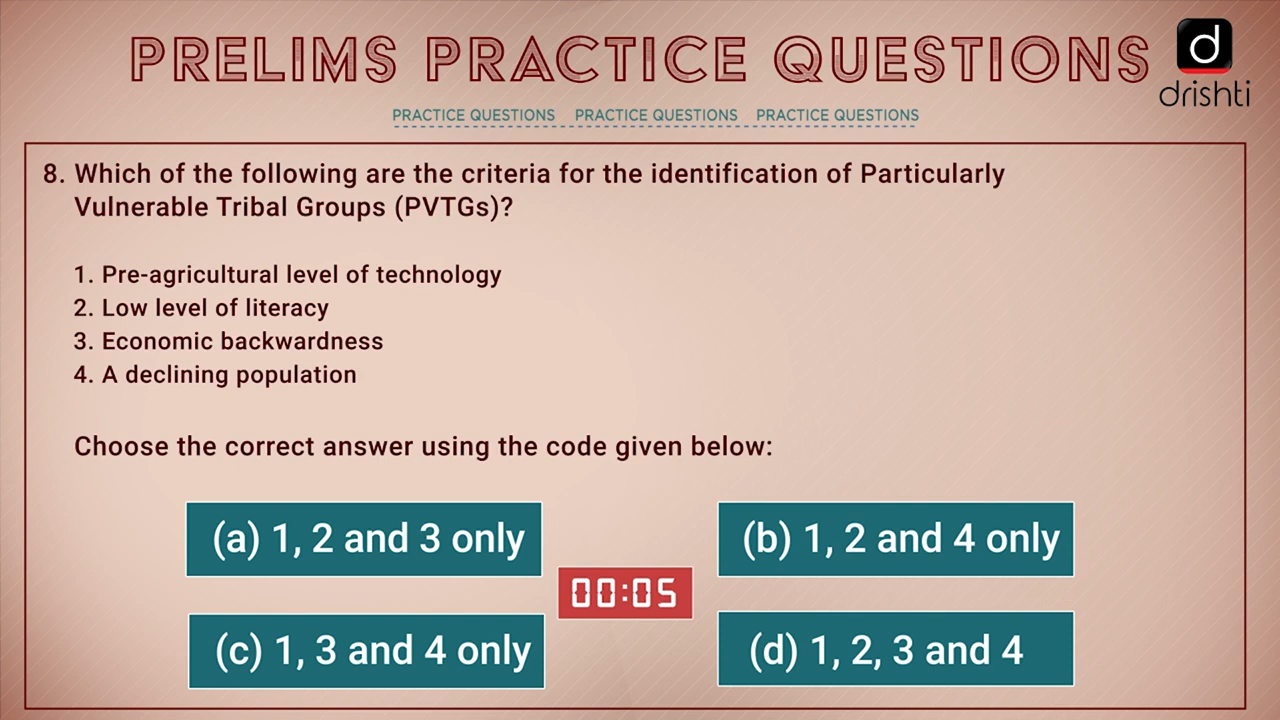 PRELIMS PRACTICE QUESTIONS
d
drishti
PRACTICE QUESTIONS PRACTICE QUESTIONS PRACTICE QUESTIONS
8. Which of the following are the criteria for the identification of Particularly
Vulnerable Tribal Groups (PVTGs)?
1. Pre-agricultural level of technology
2. Low level of literacy
3. Economic backwardness
4. A declining population
Choose the correct answer using the code given below:
(a) 1, 2 and 3 only
(b) 1, 2 and 4 only
00:05
(c) 1, 3 and 4 only
(d) 1, 2, 3 and 4